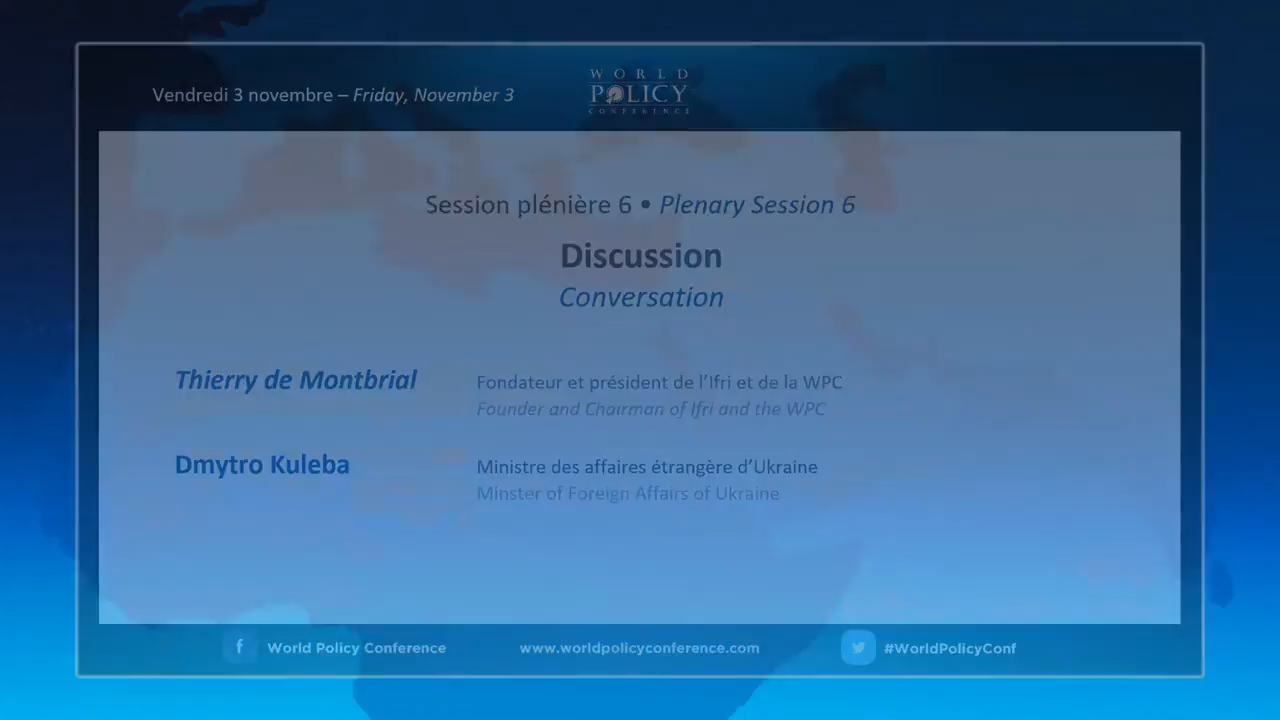 Vendredi 3 novembre – Friday, November 3
WORLD
POLICY
CONFERENCE
Session plénière 6 • Plenary Session 6
Discussion
Conversation
Thierry de Montbrial
Fondateur et président de l'Ifri et de la WPC
Founder and Chairman of Ifri and the WPC
Dmytro Kuleba
Ministre des affaires étrangère d'Ukraine
Minster of Foreign Affairs of Ukraine
World Policy Conference
www.worldpolicyconference.com
#WorldPolicyConf